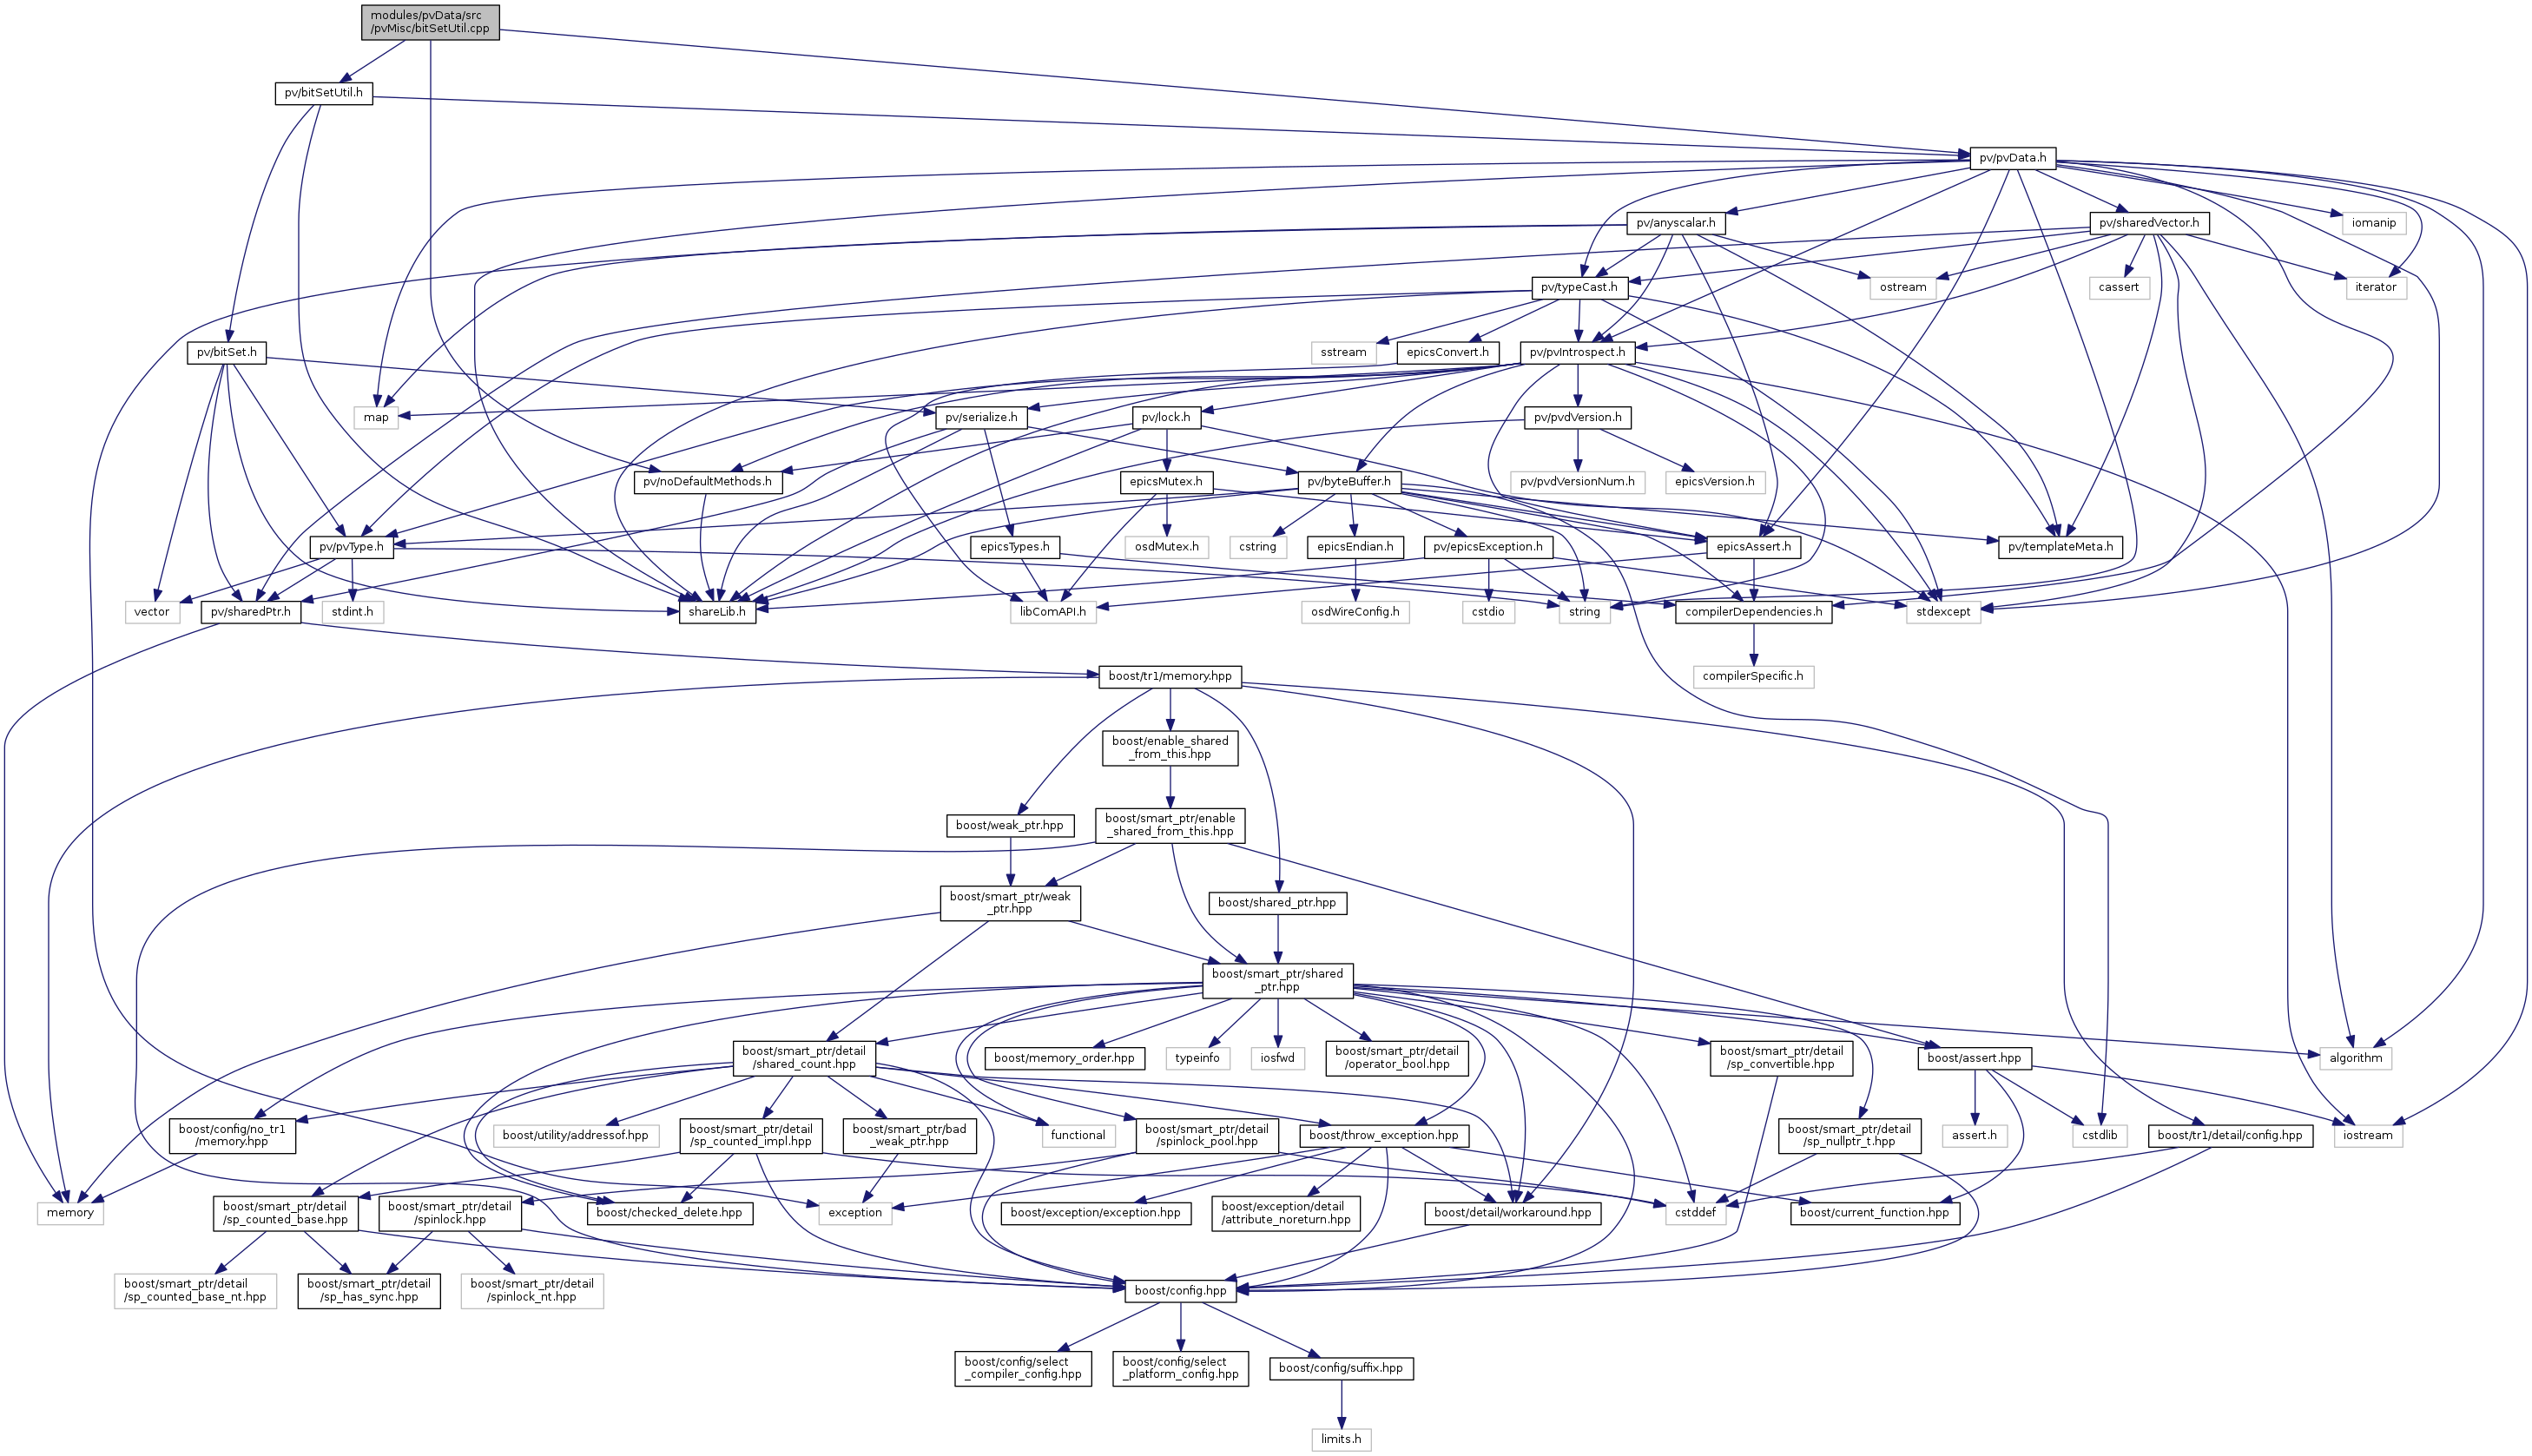 modules/pvData/src
/pvMisc/bitSetUtil.cpp
pv/bitSetUtil.h
pv/pvData.h
pv/anyscalar.h
pv/sharedVector.h
iomanip
pv/typeCast.h
ostream
cassert
iterator
pv/bitSet.h
sstream
epicsConvert.h
pv/pvIntrospect.h
map
pv/serialize.h
pv/lock.h
pv/pvdVersion.h
pv/noDefaultMethods.h
epicsMutex.h
pv/byteBuffer.h
pv/pvdVersionNum.h
epicsVersion.h
pv/pvType.h
epicsTypes.h
osdMutex.h
cstring
epicsEndian.h
pv/epicsException.h
epicsAssert.h
pv/templateMeta.h
vector
pv/sharedPtr.h
stdint.h
shareLib.h
libComAPI.h
osdWireConfig.h
cstdio
string
compilerDependencies.h
stdexcept
boost/tr1/memory.hpp
compilerSpecific.h
boost/enable_shared
_from_this.hpp
boost/weak_ptr.hpp
boost/smart_ptr/enable
_shared_from_this.hpp
boost/smart_ptr/weak
_ptr.hpp
boost/shared_ptr.hpp
boost/smart_ptr/shared
_ptr.hpp
boost/smart_ptr/detail
/shared_count.hpp
boost/memory_order.hpp
typeinfo
iosfwd
boost/smart_ptr/detail
/operator_bool.hpp
boost/smart_ptr/detail
/sp_convertible.hpp
boost/assert.hpp
algorithm
boost/config/no_tr1
/memory.hpp
boost/utility/addressof.hpp
boost/smart_ptr/detail
/sp_counted_impl.hpp
boost/smart_ptr/bad
_weak_ptr.hpp
functional
boost/smart_ptr/detail
/spinlock_pool.hpp
boost/throw_exception.hpp
boost/smart_ptr/detail
/sp_nullptr_t.hpp
assert.h
cstdlib
boost/tr1/detail/config.hpp
iostream
memory
boost/smart_ptr/detail
/sp_counted_base.hpp
boost/smart_ptr/detail
/spinlock.hpp
boost/checked_delete.hpp
exception
boost/exception/exception.hpp
boost/exception/detail
/attribute_noreturn.hpp
boost/detail/workaround.hpp
cstddef
boost/current_function.hpp
boost/smart_ptr/detail
/sp_counted_base_nt.hpp
boost/smart_ptr/detail
/sp_has_sync.hpp
boost/smart_ptr/detail
/spinlock_nt.hpp
boost/config.hpp
boost/config/select
_compiler_config.hpp
boost/config/select
_platform_config.hpp
boost/config/suffix.hpp
limits.h